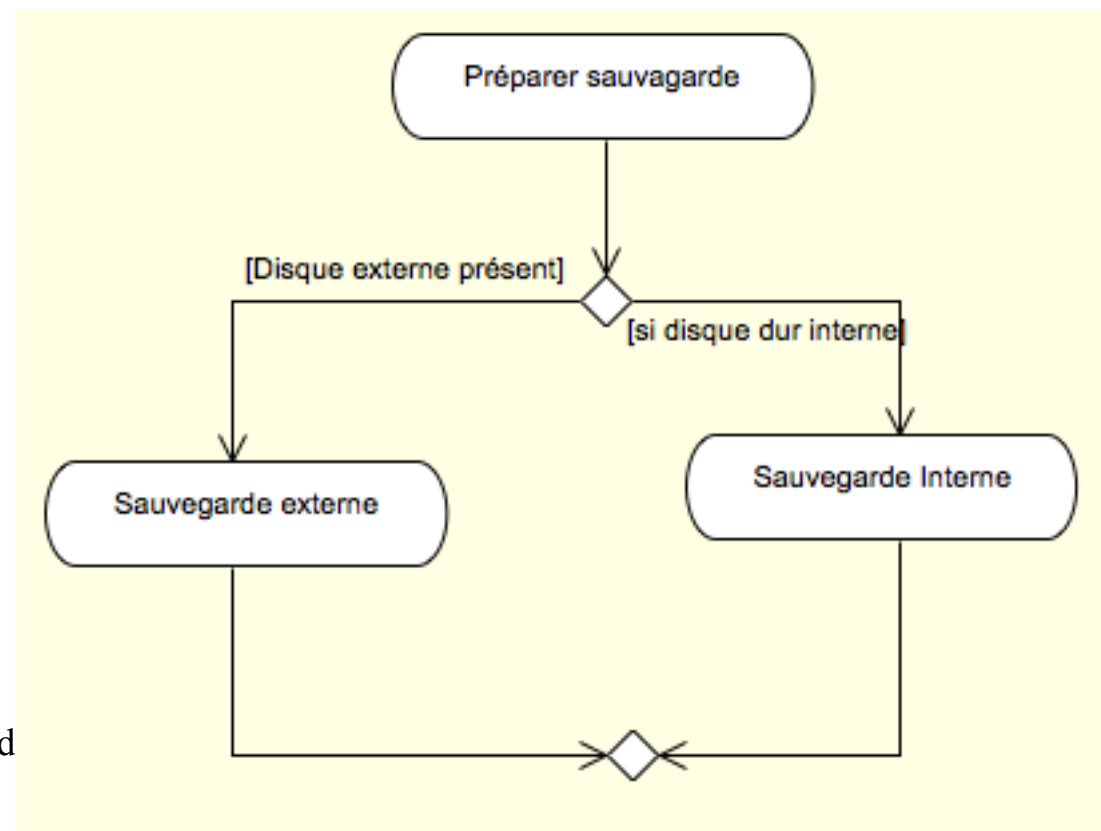 Préparer sauvagarde
[Disque externe présent]
[si disque dur interne]
Sauvegarde externe
Sauvegarde Interne
d